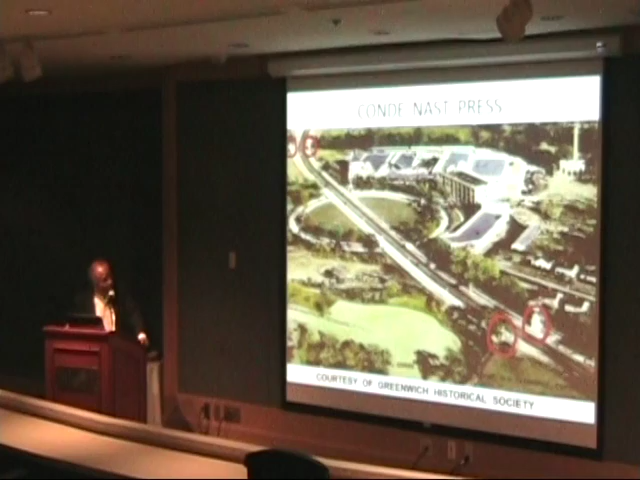 CONDE NAST PRESS
COURTESY OF GREENWICH HISTORICAL SOCIETY